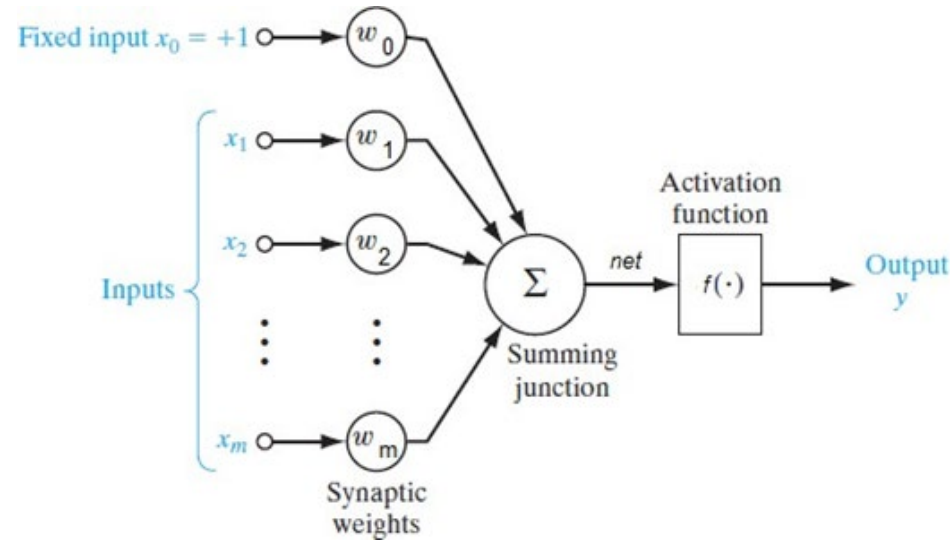 Fixed input x₀ = +1
w₀
x₁
w₁
x₂
w₂
Inputs
xₘ
wₘ
Synaptic
weights
Σ
Summing
junction
net
Activation
function
f(·)
Output
y